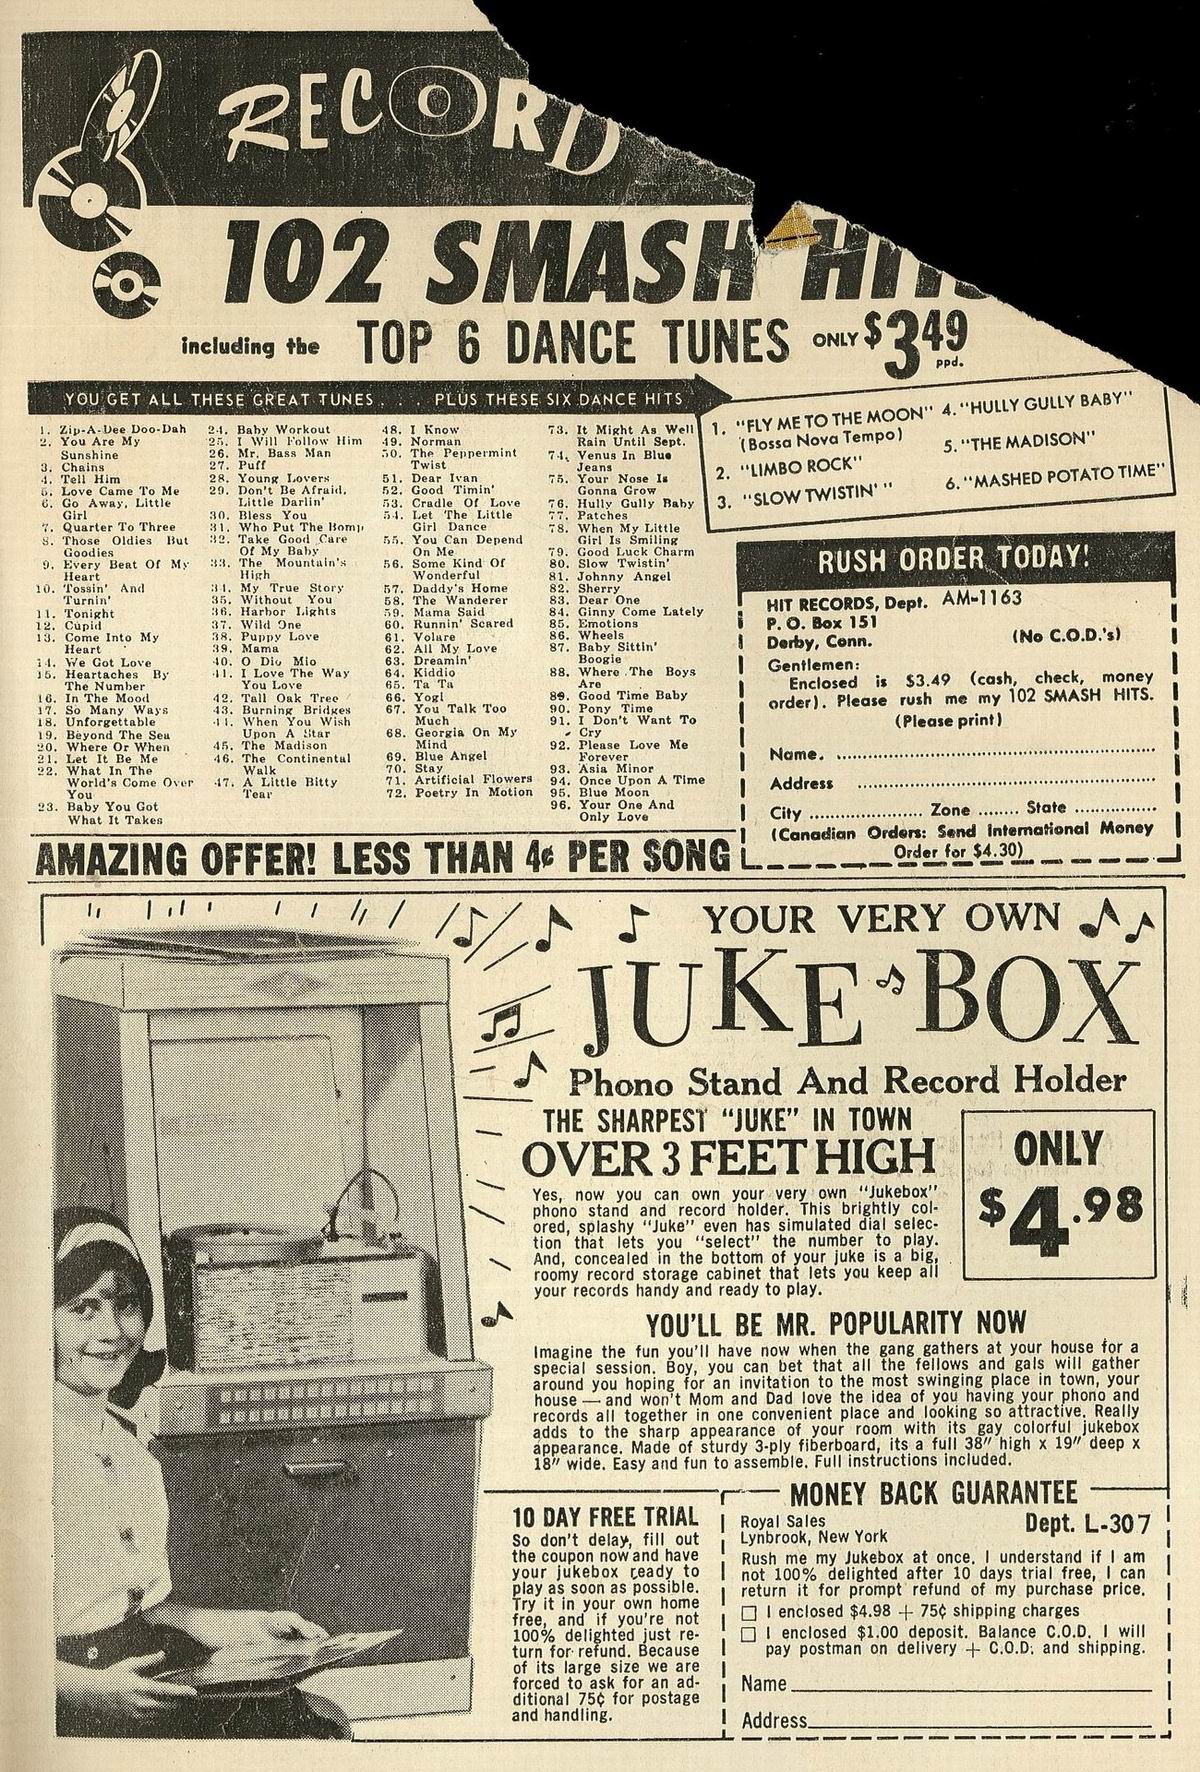 RECORD
102 SMASH HITS
including the TOP 6 DANCE TUNES ONLY $3.49 ppd.
YOU GET ALL THESE GREAT TUNES . . . PLUS THESE SIX DANCE HITS
1. Zip-A-Dee Doo-Dah
2. You Are My
Sunshine
3. Chains
4. Tell Him
5. Love Came To Me
6. Go Away, Little
Girl
7. Quarter To Three
8. Those Oldies But
Goodies
9. Every Beat Of My
Heart
10. Tossin' And
Turnin'
11. Tonight
12. Cupid
13. Come Into My
Heart
14. We Got Love
15. Heartaches By
The Number
16. In The Mood
17. So Many Ways
18. Unforgettable
19. Beyond The Sea
20. Where Or When
21. Let It Be Me
22. What In The
World's Come Over
You
23. Baby You Got
What It Takes
24. Baby Workout
25. I Will Follow Him
26. Mr. Bass Man
27. Puff
28. Young Lovers
29. Don't Be Afraid,
Little Darlin'
30. Bless You
31. Who Put The Bomp
32. Take Good Care
Of My Baby
33. The Mountain's
High
34. My True Story
35. Without You
36. Harbor Lights
37. Wild One
38. Puppy Love
39. Mama
40. O Dio Mio
41. I Love The Way
You Love
42. Tall Oak Tree
43. Burning Bridges
44. When You Wish
Upon A Star
45. The Madison
46. The Continental
Walk
47. A Little Bitty
Tear
48. I Know
49. Norman
50. The Peppermint
Twist
51. Dear Ivan
52. Good Timin'
53. Cradle Of Love
54. Let The Little
Girl Dance
55. You Can Depend
On Me
56. Some Kind Of
Wonderful
57. Daddy's Home
58. The Wanderer
59. Mama Said
60. Runnin' Scared
61. Volare
62. All My Love
63. Dreamin'
64. Kiddio
65. Ta Ta
66. Yogi
67. You Talk Too
Much
68. Georgia On My
Mind
69. Blue Angel
70. Stay
71. Artificial Flowers
72. Poetry In Motion
73. It Might As Well
Rain Until Sept.
74. Venus In Blue
Jeans
75. Your Nose Is
Gonna Grow
76. Hully Gully Baby
77. Patches
78. When My Little
Girl Is Smiling
79. Good Luck Charm
80. Slow Twistin'
81. Johnny Angel
82. Sherry
83. Dear One
84. Ginny Come Lately
85. Emotions
86. Wheels
87. Baby Sittin'
Boogie
88. Where The Boys
Are
89. Good Time Baby
90. Pony Time
91. I Don't Want To
Cry
92. Please Love Me
Forever
93. Asia Minor
94. Once Upon A Time
95. Blue Moon
96. Your One And
Only Love
1. "FLY ME TO THE MOON"
(Bossa Nova Tempo)
2. "LIMBO ROCK"
3. "SLOW TWISTIN' "
4. "HULLY GULLY BABY"
5. "THE MADISON"
6. "MASHED POTATO TIME"
RUSH ORDER TODAY!
HIT RECORDS, Dept. AM-1163
P. O. Box 151
Derby, Conn. (No C.O.D.'s)
Gentlemen:
Enclosed is $3.49 (cash, check, money
order). Please rush me my 102 SMASH HITS.
(Please print)
Name.
Address
City Zone State
(Canadian Orders: Send International Money
Order for $4.30)
AMAZING OFFER! LESS THAN 4¢ PER SONG
YOUR VERY OWN
JUKE BOX
Phono Stand And Record Holder
THE SHARPEST "JUKE" IN TOWN
OVER 3 FEET HIGH
ONLY
$4.98
Yes, now you can own your very own "Jukebox"
phono stand and record holder. This brightly col-
ored, splashy "Juke" even has simulated dial selec-
tion that lets you "select" the number to play.
And, concealed in the bottom of your juke is a big,
roomy record storage cabinet that lets you keep all
your records handy and ready to play.
YOU'LL BE MR. POPULARITY NOW
Imagine the fun you'll have now when the gang gathers at your house for a
special session. Boy, you can bet that all the fellows and gals will gather
around you hoping for an invitation to the most swinging place in town, your
house — and won't Mom and Dad love the idea of you having your phono and
records all together in one convenient place and looking so attractive. Really
adds to the sharp appearance of your room with its gay colorful jukebox
appearance. Made of sturdy 3-ply fiberboard, its a full 38" high x 19" deep x
18" wide. Easy and fun to assemble. Full instructions included.
10 DAY FREE TRIAL
So don't delay, fill out
the coupon now and have
your jukebox ready to
play as soon as possible.
Try it in your own home
free, and if you're not
100% delighted just re-
turn for refund. Because
of its large size we are
forced to ask for an ad-
ditional 75¢ for postage
and handling.
MONEY BACK GUARANTEE
Royal Sales Dept. L-307
Lynbrook, New York
Rush me my Jukebox at once. I understand if I am
not 100% delighted after 10 days trial free, I can
return it for prompt refund of my purchase price.
☐ I enclosed $4.98 + 75¢ shipping charges
☐ I enclosed $1.00 deposit. Balance C.O.D. I will
pay postman on delivery + C.O.D. and shipping.
Name
Address